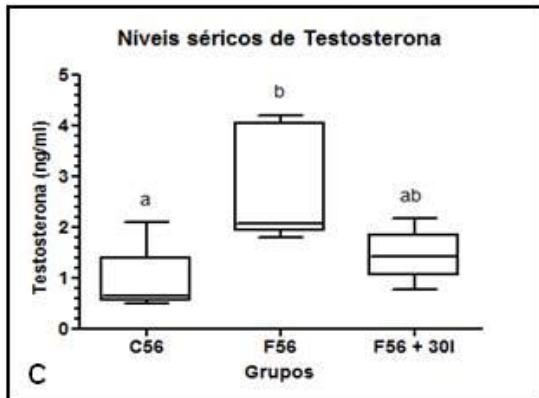 Níveis séricos de Testosterona
5
4
3
2
1
0
Testosterona (ng/ml)
a
b
ab
C56
F56
F56 + 30I
Grupos
C